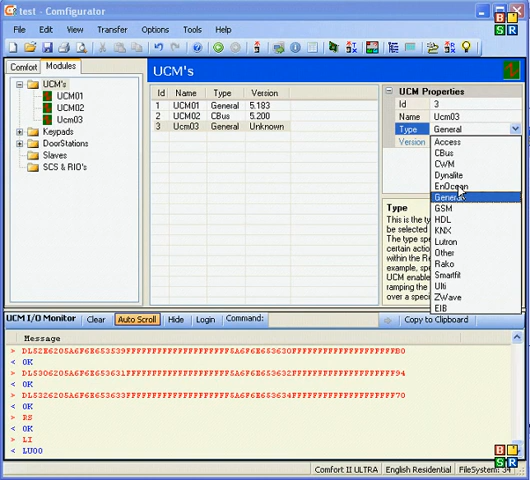 test - Comfigurator
File Edit View Transfer Options Tools Help
Comfort Modules
UCM's
UCM01
UCM02
Ucm03
Keypads
DoorStations
Slaves
SCS & RIO's
UCM's
Id Name Type Version
1 UCM01 General 5.183
2 UCM02 CBus 5.200
3 Ucm03 General Unknown
UCM Properties
Id 3
Name Ucm03
Type General
Version
Access
CBus
CWM
Dynalite
EnOcean
General
GSM
HDL
KNX
Lutron
Other
Rako
Smartfit
Ulti
ZWave
EIB
Type
This is the ty
be selected
The type spe
certain actio
within the Re
example, spe
UCM enable
ramping the
over a speci
UCM I/O Monitor Clear Auto Scroll Hide Login Command: Copy to Clipboard
Message
< OK
< OK
< OK
> RS
< OK
> LI
< LU00
Comfort II ULTRA English Residential FileSystem: 34
BSR
BSR